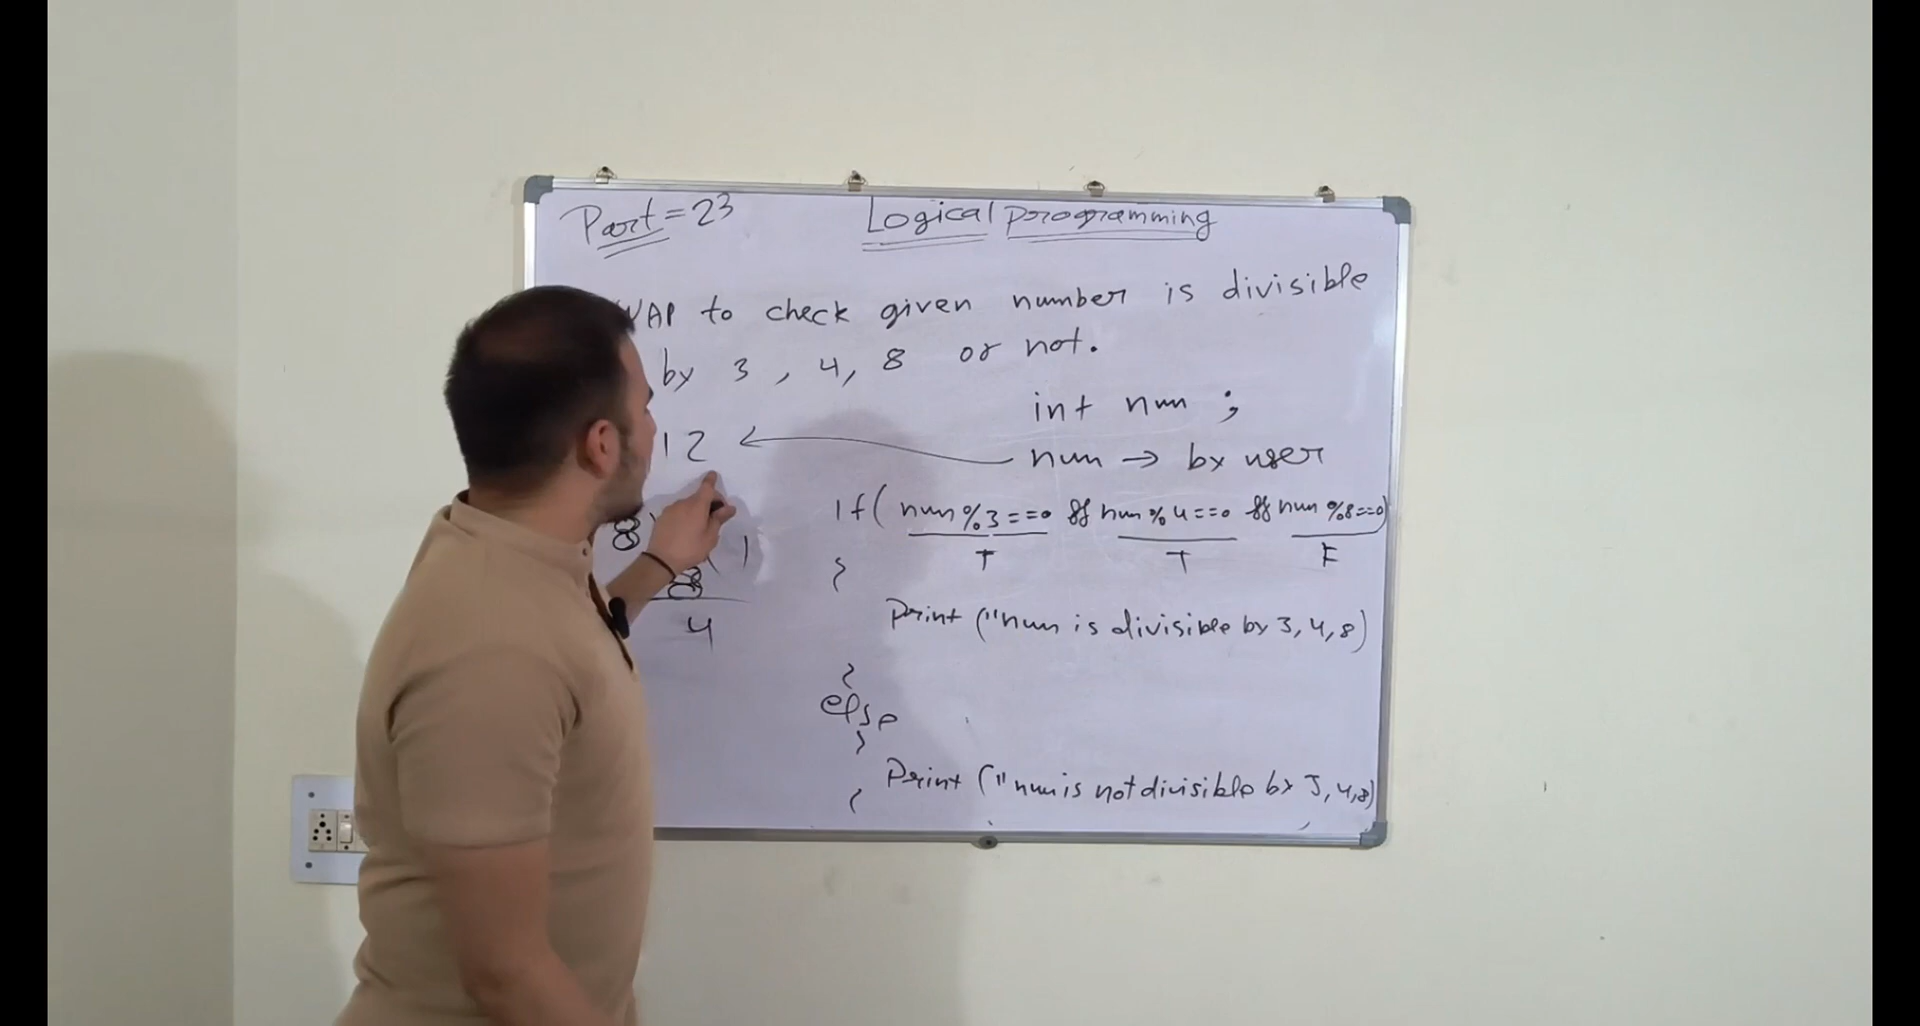 Part = 23
Logical programming
WAP to check given number is divisible
by 3, 4, 8 or not.
int num ;
12 ← num → by user
if( num%3==0 && num%4==0 && num%8==0)
T T F
{
8 1
8
4
Print ("num is divisible by 3, 4, 8)
}
else
{
Print ("num is not divisible by 3, 4, 8)
}